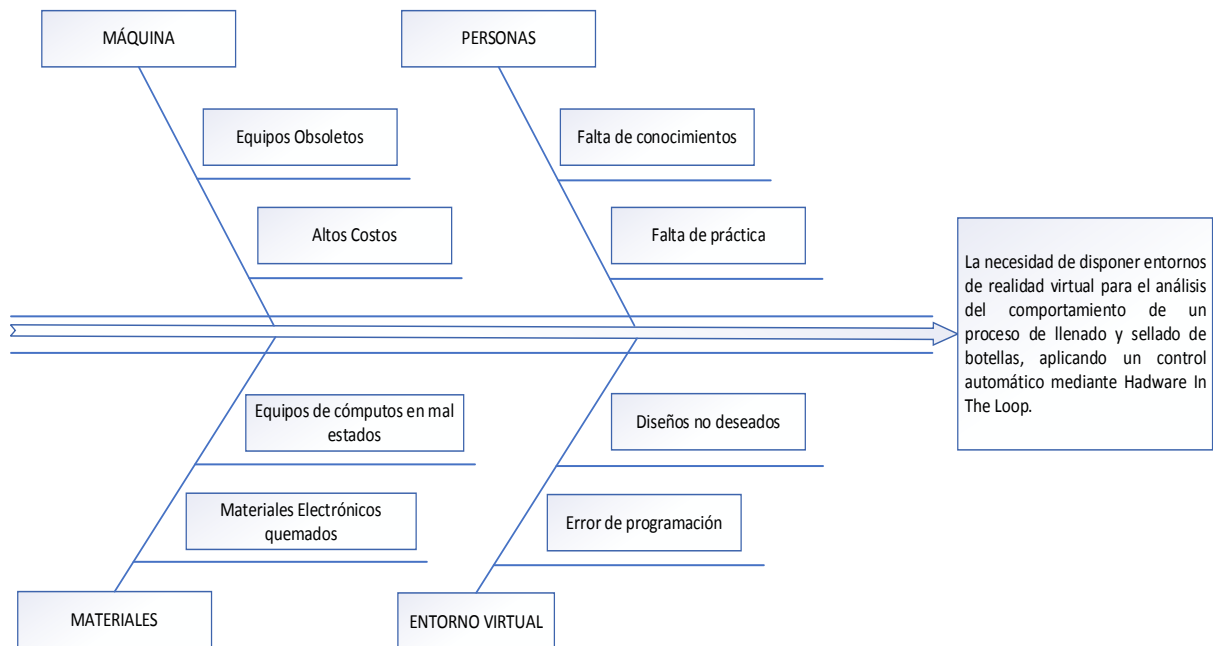 MÁQUINA
PERSONAS
Equipos Obsoletos
Falta de conocimientos
Altos Costos
Falta de práctica
La necesidad de disponer entornos
de realidad virtual para el análisis
del comportamiento de un
proceso de llenado y sellado de
botellas, aplicando un control
automático mediante Hadware In
The Loop.
Equipos de cómputos en mal
estados
Diseños no deseados
Materiales Electrónicos
quemados
Error de programación
MATERIALES
ENTORNO VIRTUAL